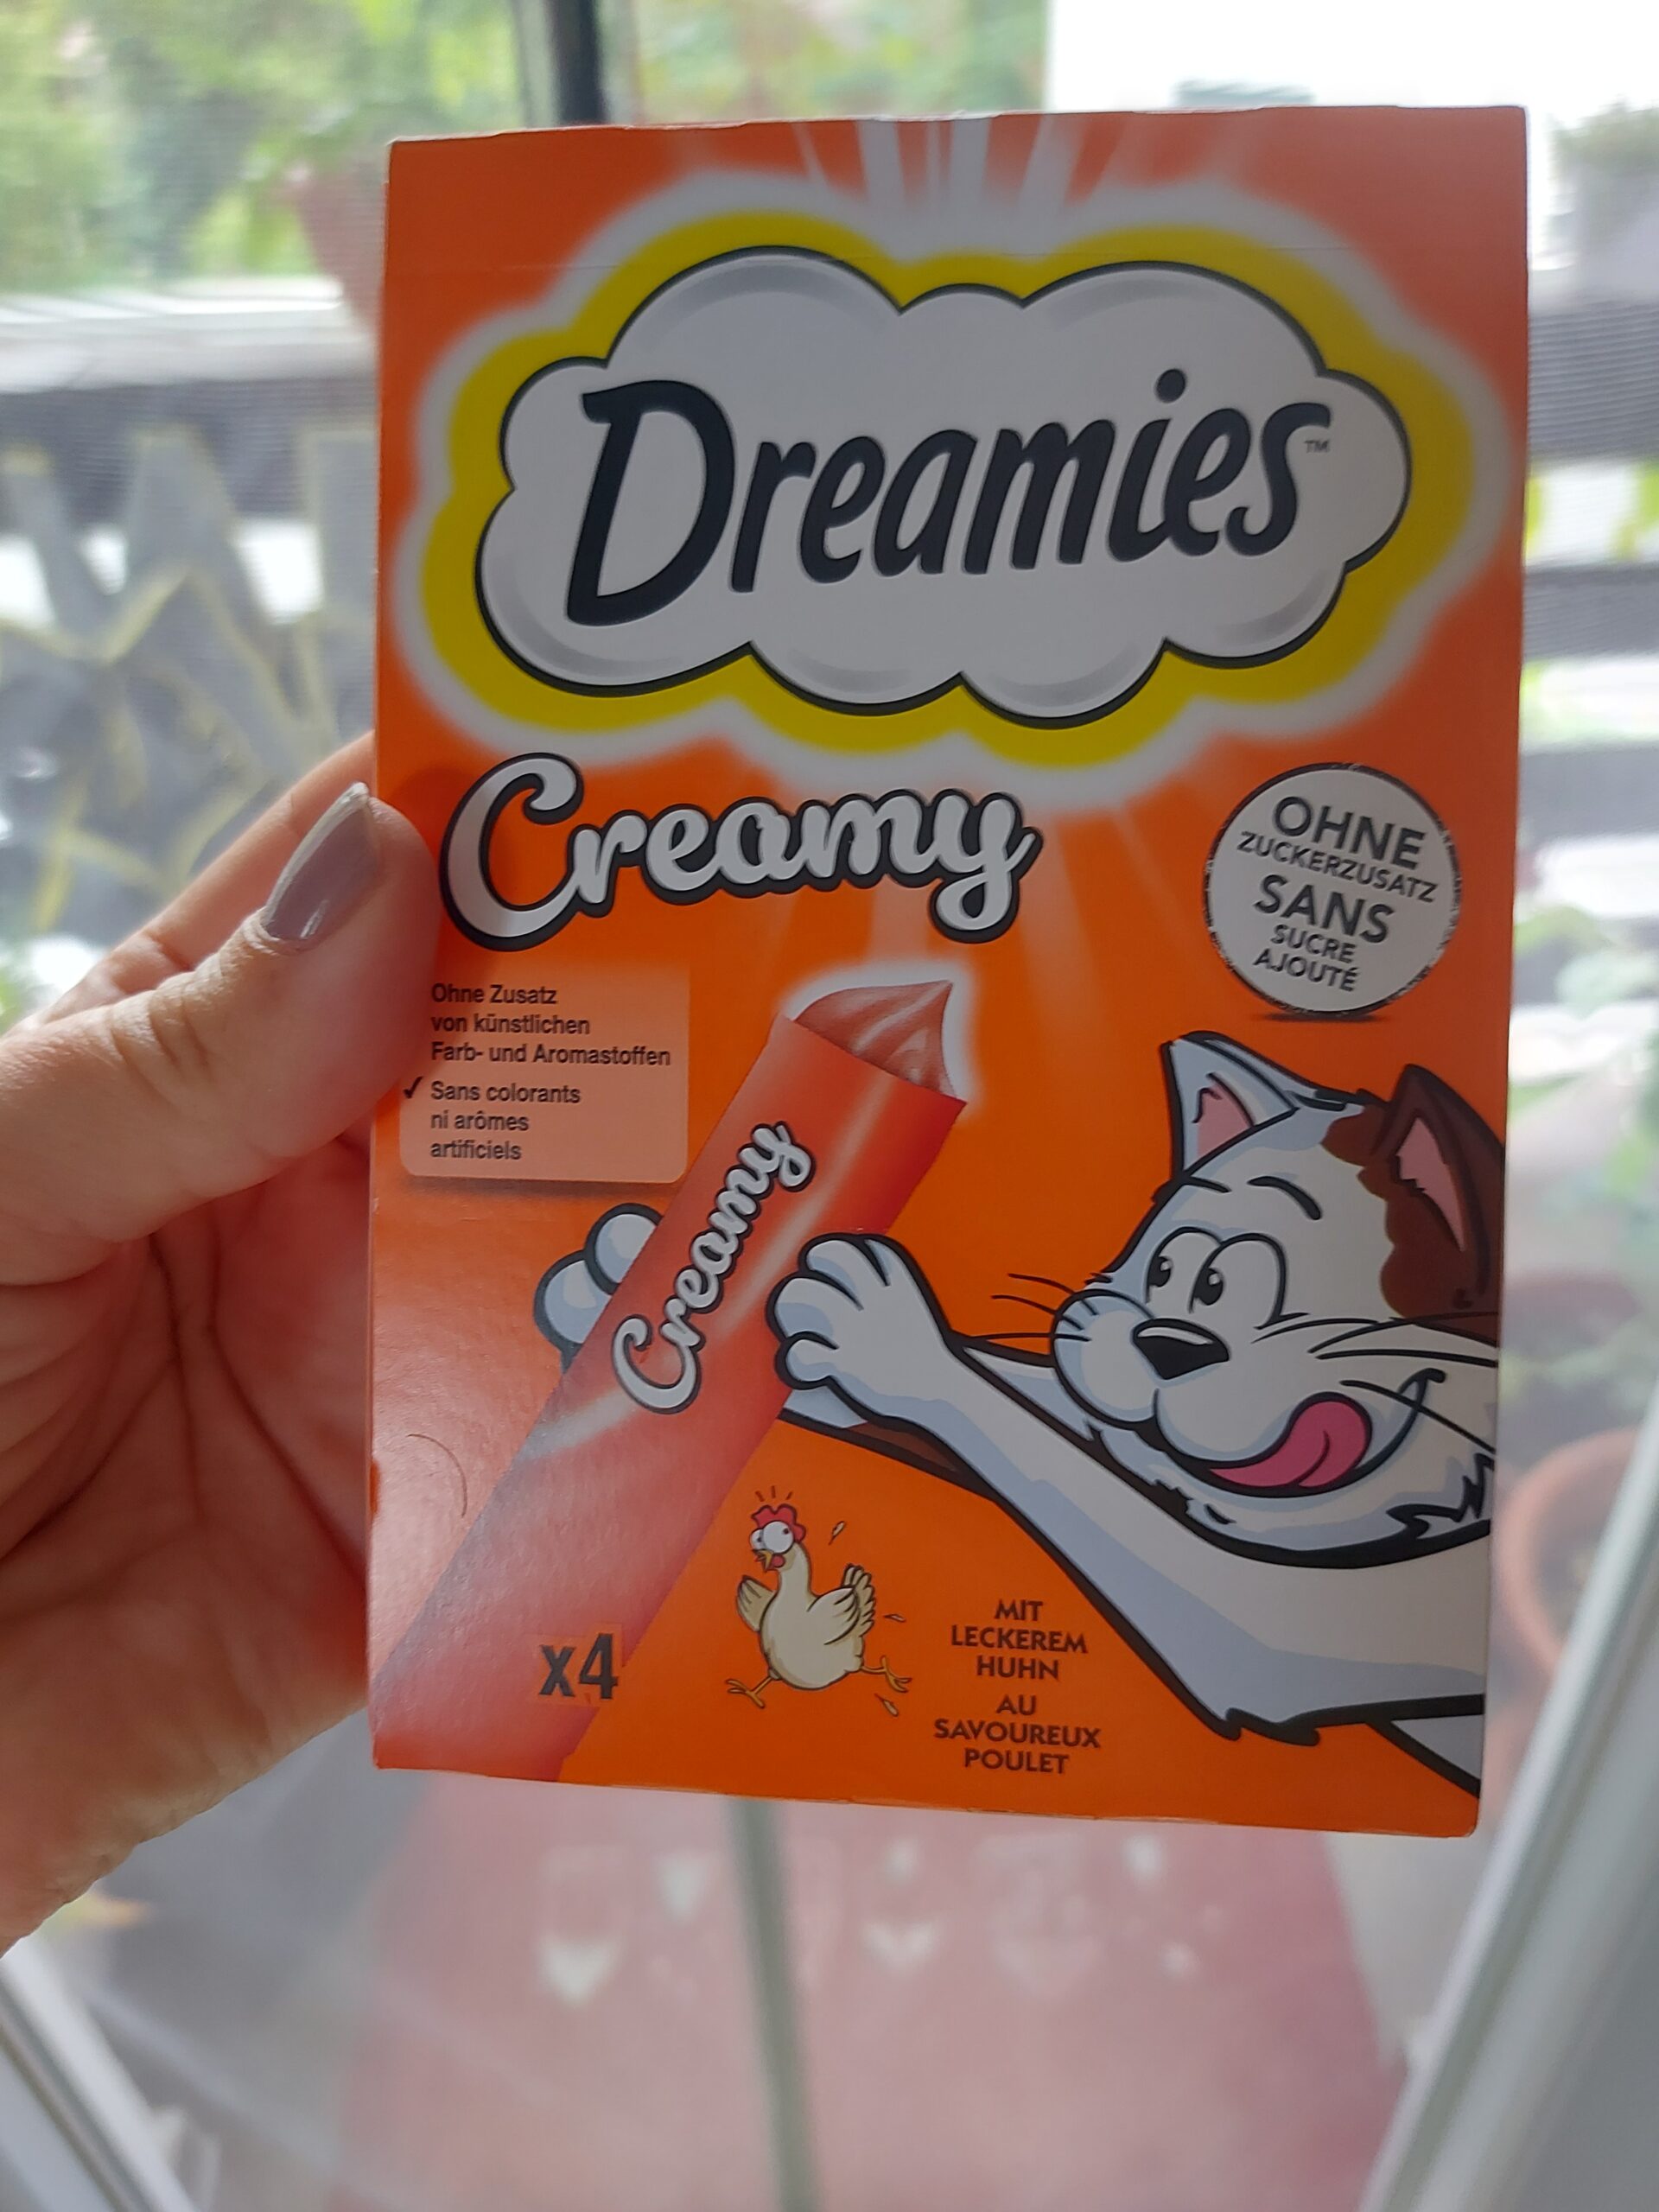 Dreamies™
Creamy
OHNE
ZUCKERZUSATZ
SANS
SUCRE
AJOUTÉ
Ohne Zusatz
von künstlichen
Farb- und Aromastoffen
✓ Sans colorants
ni arômes
artificiels
Creamy
x4
MIT
LECKEREM
HUHN
AU
SAVOUREUX
POULET